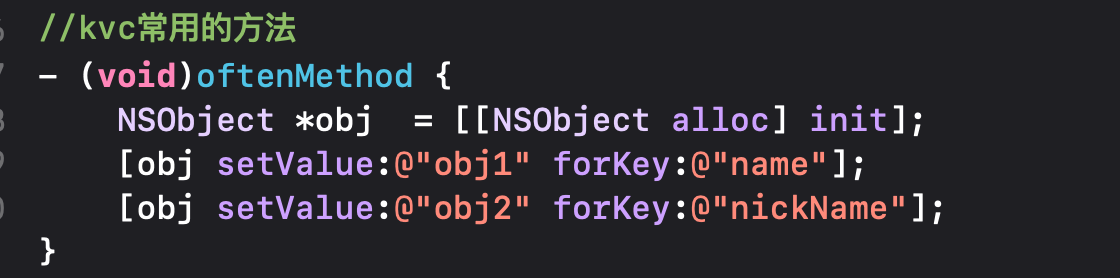 //kvc常用的方法
- (void)oftenMethod {
    NSObject *obj  = [[NSObject alloc] init];
    [obj setValue:@"obj1" forKey:@"name"];
    [obj setValue:@"obj2" forKey:@"nickName"];
}